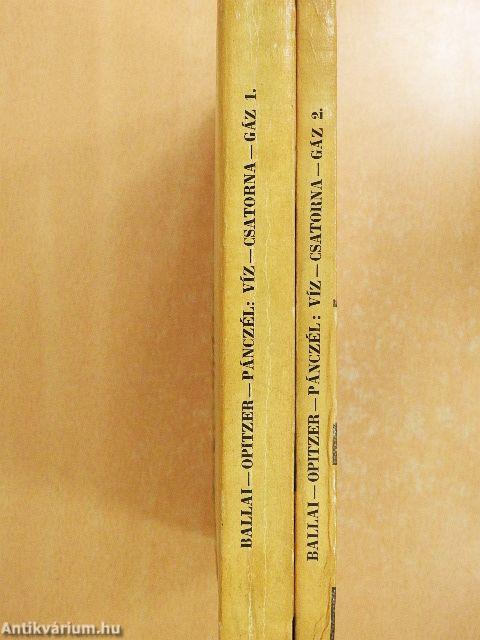 BALLAI—OPITZER—PÁNCZÉL: VÍZ—CSATORNA—GÁZ 1.
BALLAI—OPITZER—PÁNCZÉL: VÍZ—CSATORNA—GÁZ 2.
Antikvárium.hu